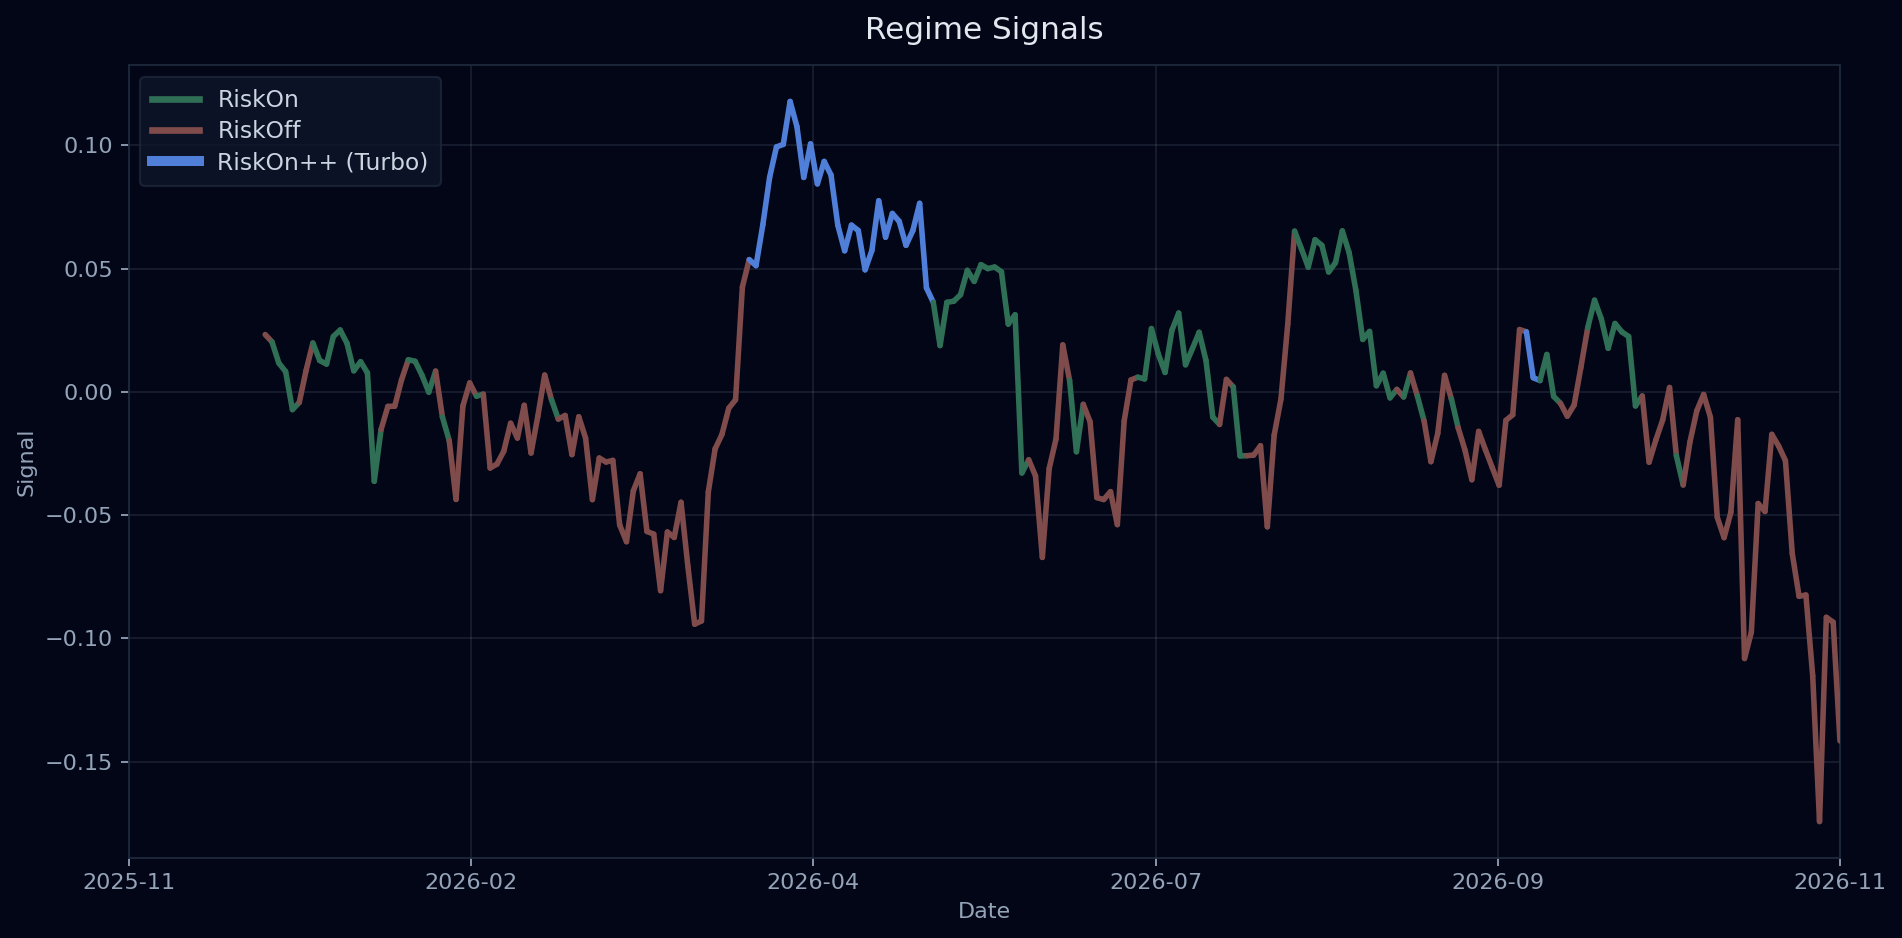 Regime Signals
RiskOn
RiskOff
RiskOn++ (Turbo)
0.10
0.05
0.00
−0.05
−0.10
−0.15
Signal
2025-11
2026-02
2026-04
2026-07
2026-09
2026-11
Date